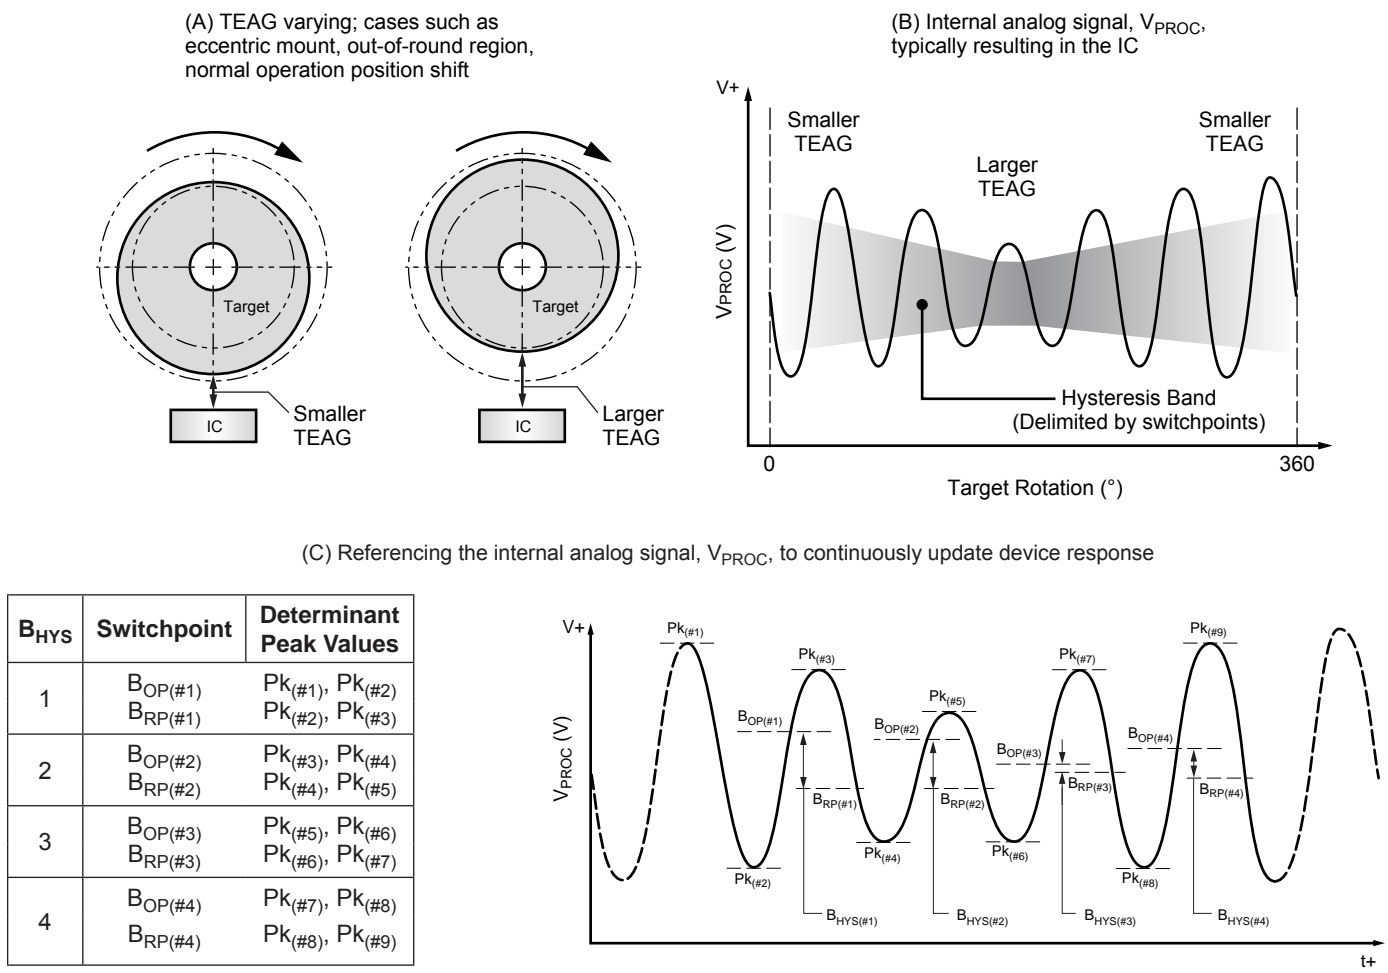 (A) TEAG varying; cases such as
eccentric mount, out-of-round region,
normal operation position shift
Target
IC
Smaller
TEAG
Target
IC
Larger
TEAG
(B) Internal analog signal, VPROC,
typically resulting in the IC
V+
VPROC (V)
Smaller
TEAG
Larger
TEAG
Smaller
TEAG
Hysteresis Band
(Delimited by switchpoints)
0
360
Target Rotation (°)
(C) Referencing the internal analog signal, VPROC, to continuously update device response
BHYS Switchpoint Determinant
Peak Values
1 BOP(#1) Pk(#1), Pk(#2)
BRP(#1) Pk(#2), Pk(#3)
2 BOP(#2) Pk(#3), Pk(#4)
BRP(#2) Pk(#4), Pk(#5)
3 BOP(#3) Pk(#5), Pk(#6)
BRP(#3) Pk(#6), Pk(#7)
4 BOP(#4) Pk(#7), Pk(#8)
BRP(#4) Pk(#8), Pk(#9)
V+
VPROC (V)
Pk(#1)
Pk(#3)
Pk(#5)
Pk(#7)
Pk(#9)
BOP(#1)
BOP(#2)
BOP(#3)
BOP(#4)
BRP(#1)
BRP(#2)
BRP(#3)
BRP(#4)
Pk(#2)
Pk(#4)
Pk(#6)
Pk(#8)
BHYS(#1)
BHYS(#2)
BHYS(#3)
BHYS(#4)
t+